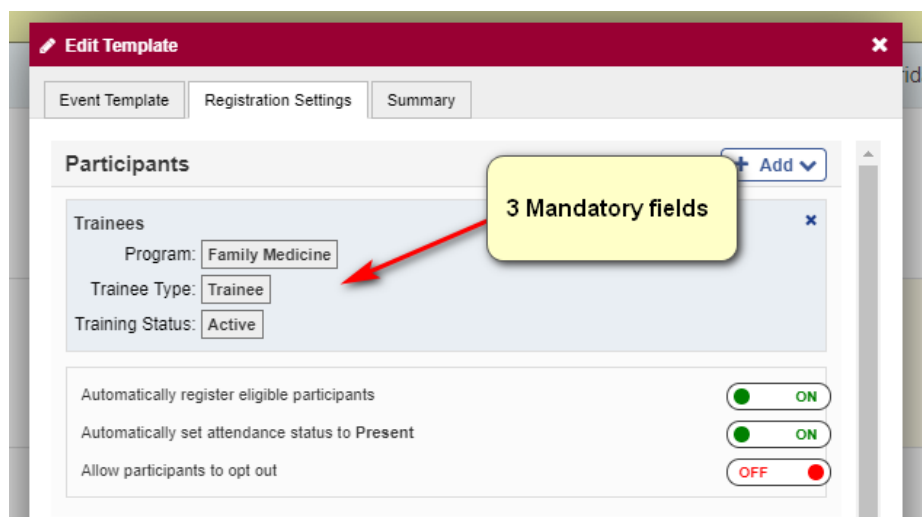 Edit Template
Event Template Registration Settings Summary
Participants
+ Add
3 Mandatory fields
Trainees
Program: Family Medicine
Trainee Type: Trainee
Training Status: Active
Automatically register eligible participants ON
Automatically set attendance status to Present ON
Allow participants to opt out OFF